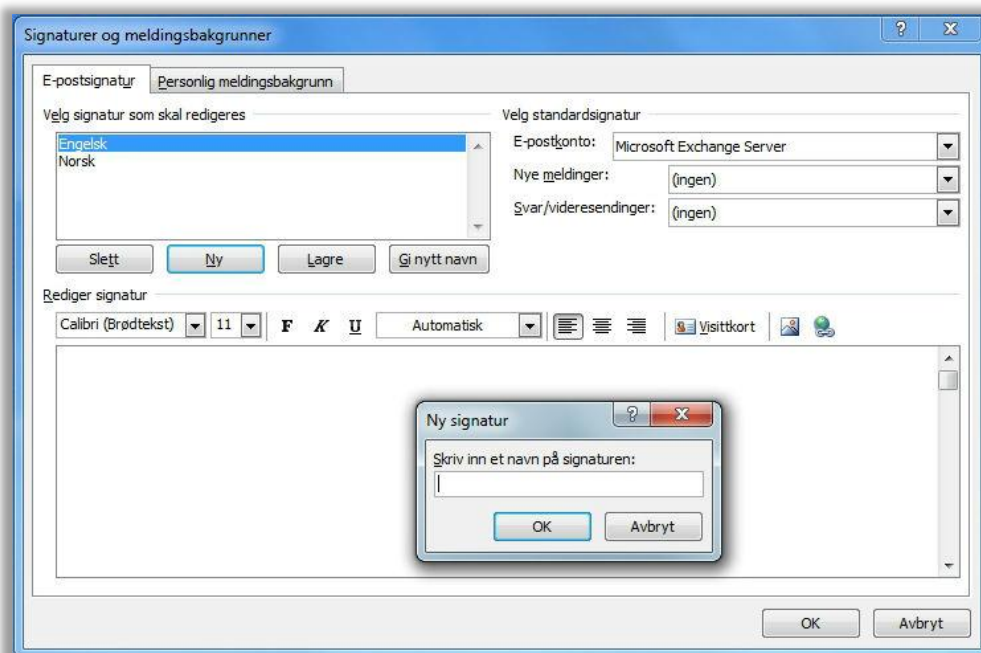 Signaturer og meldingsbakgrunner
E-postsignatur Personlig meldingsbakgrunn
Velg signatur som skal redigeres
Engelsk
Norsk
Slett Ny Lagre Gi nytt navn
Velg standardsignatur
E-postkonto: Microsoft Exchange Server
Nye meldinger: (ingen)
Svar/videresendinger: (ingen)
Rediger signatur
Calibri (Brødtekst) 11 F K U Automatisk Visittkort
Ny signatur
Skriv inn et navn på signaturen:
OK Avbryt
OK Avbryt